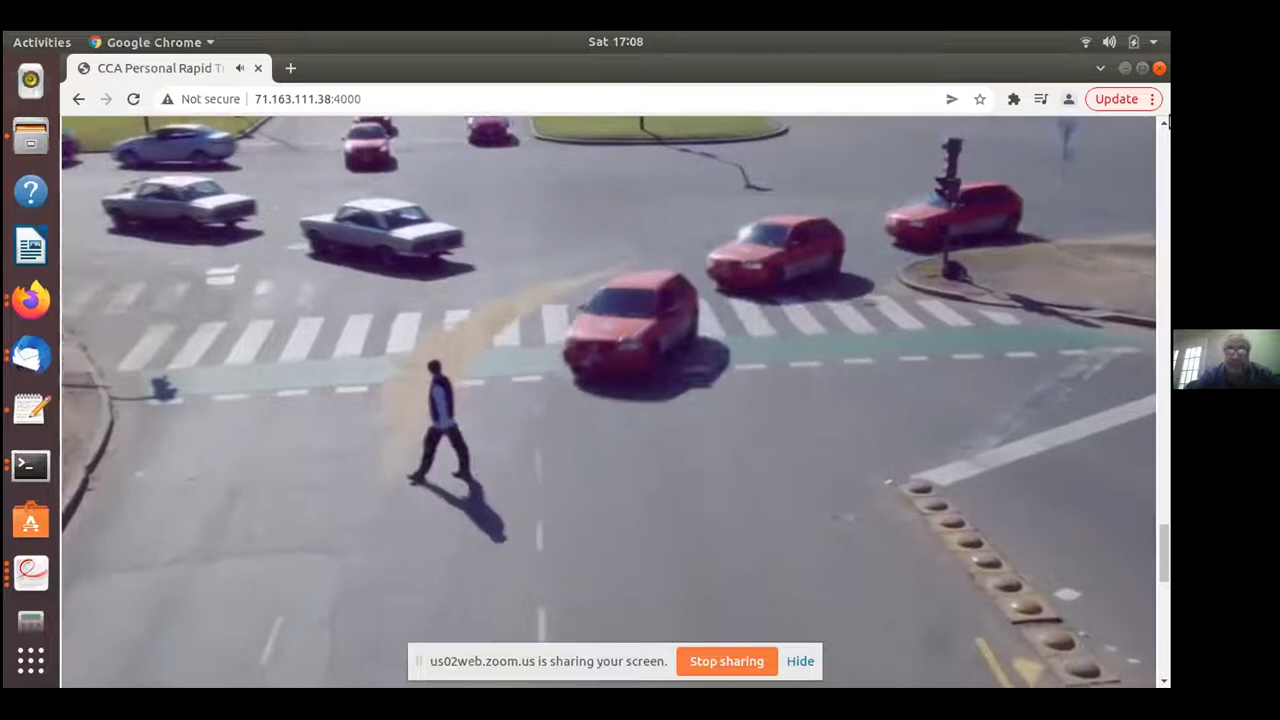 Activities Google Chrome Sat 17:08
CCA Personal Rapid T
Not secure 71.163.111.38:4000 Update
us02web.zoom.us is sharing your screen. Stop sharing Hide